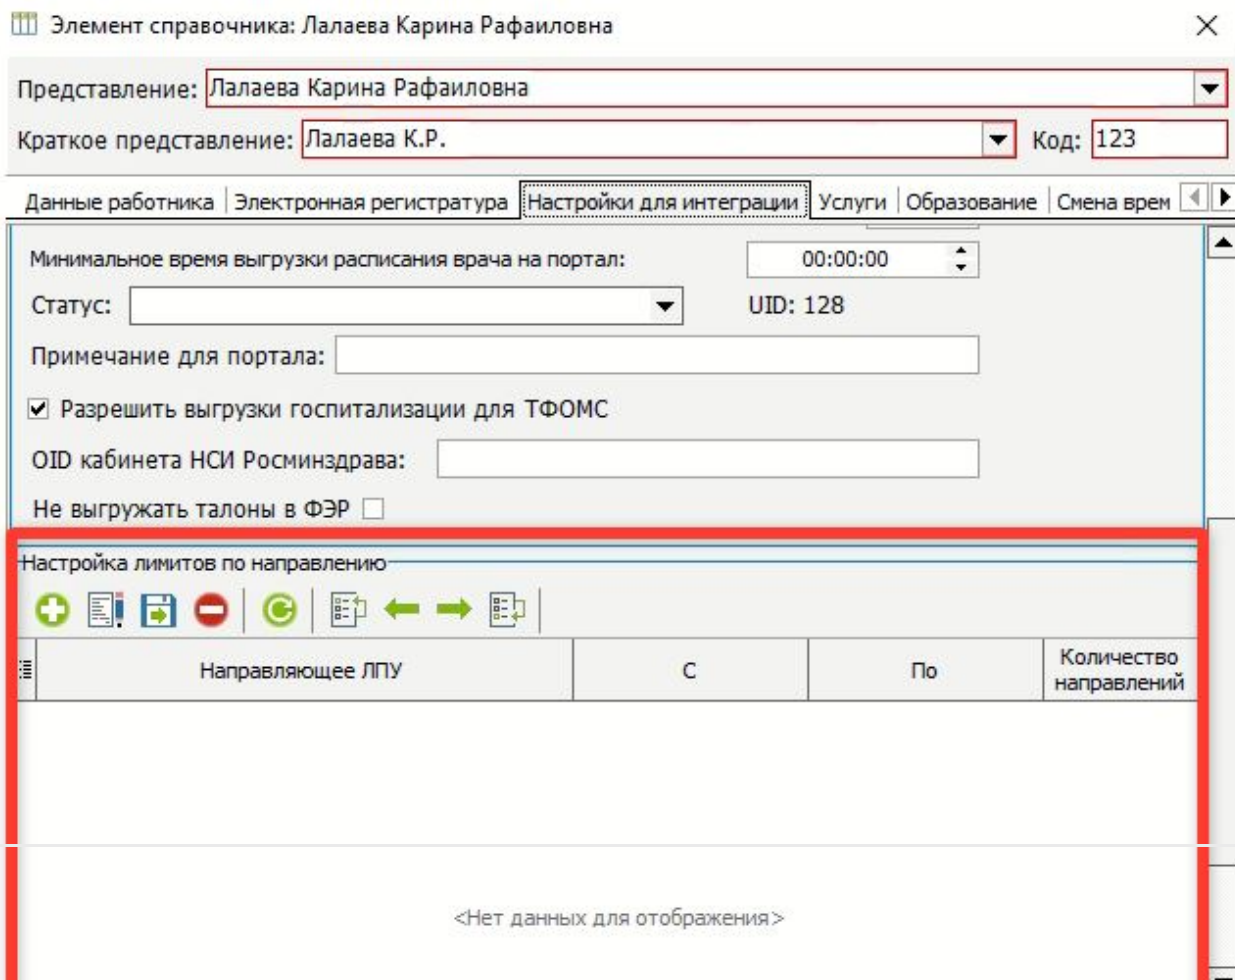 Элемент справочника: Лалаева Карина Рафаиловна
Представление: Лалаева Карина Рафаиловна
Краткое представление: Лалаева К.Р. Код: 123
Данные работника Электронная регистратура Настройки для интеграции Услуги Образование Смена врем
Минимальное время выгрузки расписания врача на портал: 00:00:00
Статус: UID: 128
Примечание для портала:
Разрешить выгрузки госпитализации для ТФОМС
OID кабинета НСИ Росминздрава:
Не выгружать талоны в ФЭР
Настройка лимитов по направлению
Направляющее ЛПУ С По Количество
направлений
<Нет данных для отображения>